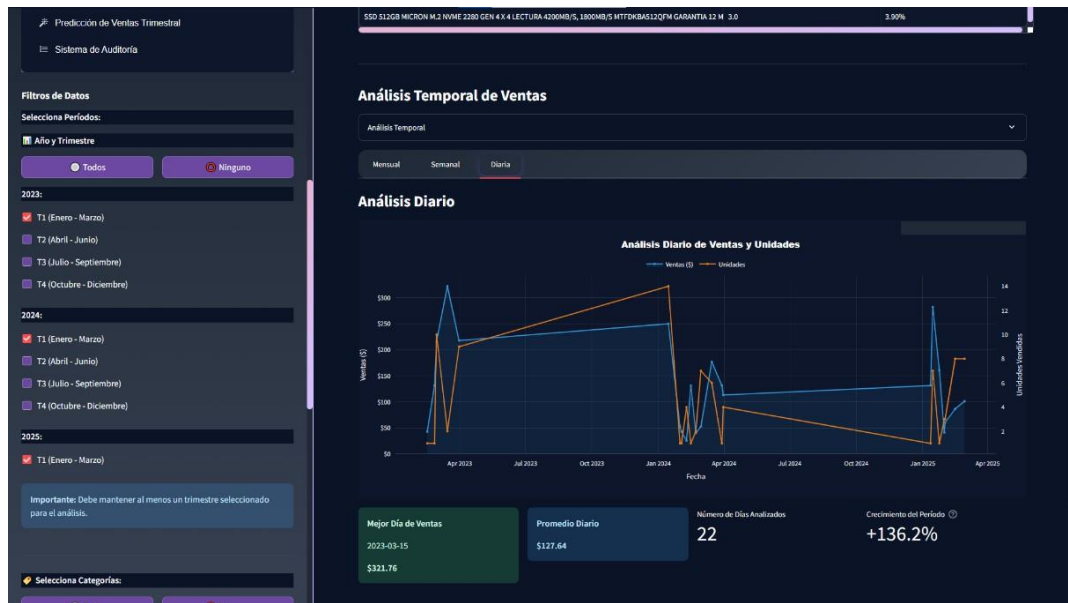 Predicción de Ventas Trimestral
Sistema de Auditoría
Filtros de Datos
Selecciona Períodos:
Año y Trimestre
Todos
Ninguno
2023:
T1 (Enero - Marzo)
T2 (Abril - Junio)
T3 (Julio - Septiembre)
T4 (Octubre - Diciembre)
2024:
T1 (Enero - Marzo)
T2 (Abril - Junio)
T3 (Julio - Septiembre)
T4 (Octubre - Diciembre)
2025:
T1 (Enero - Marzo)
Importante: Debe mantener al menos un trimestre seleccionado
para el análisis.
Selecciona Categorías:
SSD 512GB MICRON M.2 NVME 2280 GEN 4 X 4 LECTURA 4200MB/S, 1800MB/S MTFDKBA512QFM GARANTIA 12 M 3.0 3.90%
Análisis Temporal de Ventas
Análisis Temporal
Mensual Semanal Diaria
Análisis Diario
Análisis Diario de Ventas y Unidades
Ventas ($) Unidades
$300
$250
$200
$150
$100
$50
$0
Ventas ($)
14
12
10
8
6
4
2
Unidades Vendidas
Apr 2023 Jul 2023 Oct 2023 Jan 2024 Apr 2024 Jul 2024 Oct 2024 Jan 2025 Apr 2025
Fecha
Mejor Día de Ventas
2023-03-15
$321.76
Promedio Diario
$127.64
Número de Días Analizados
22
Crecimiento del Período
+136.2%